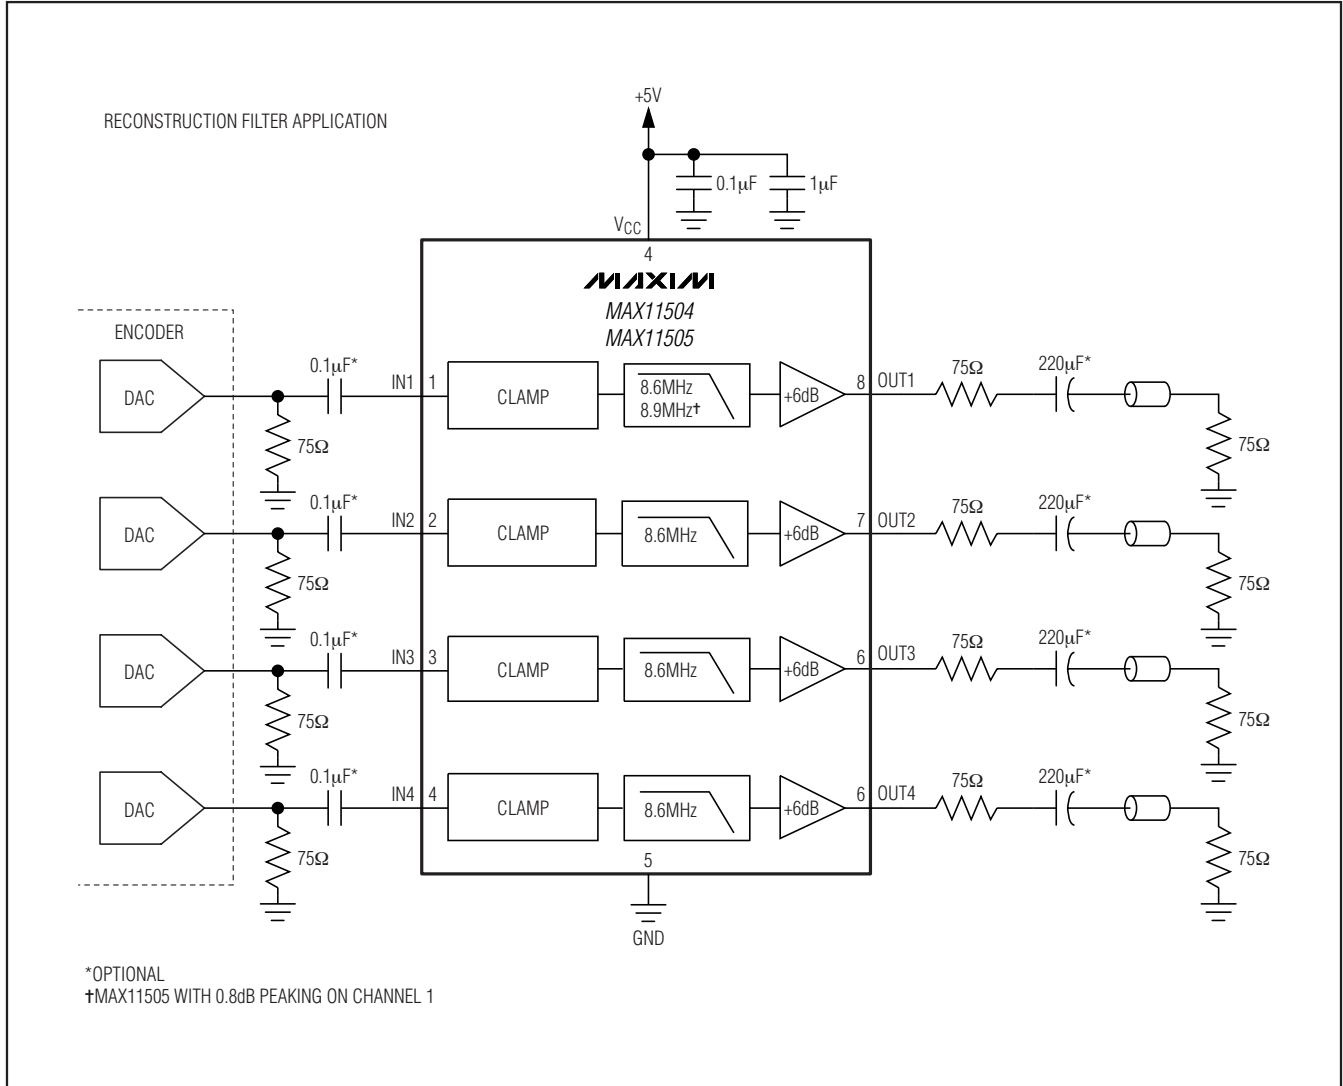 RECONSTRUCTION FILTER APPLICATION
+5V
0.1µF
1µF
VCC
4
MAXIM
MAX11504
MAX11505
ENCODER
DAC
0.1µF*
75Ω
IN1
1
CLAMP
8.6MHz
8.9MHz†
+6dB
8
OUT1
75Ω
220µF*
75Ω
DAC
0.1µF*
75Ω
IN2
2
CLAMP
8.6MHz
+6dB
7
OUT2
75Ω
220µF*
75Ω
DAC
0.1µF*
75Ω
IN3
3
CLAMP
8.6MHz
+6dB
6
OUT3
75Ω
220µF*
75Ω
DAC
0.1µF*
75Ω
IN4
4
CLAMP
8.6MHz
+6dB
6
OUT4
75Ω
220µF*
75Ω
5
GND
*OPTIONAL
†MAX11505 WITH 0.8dB PEAKING ON CHANNEL 1